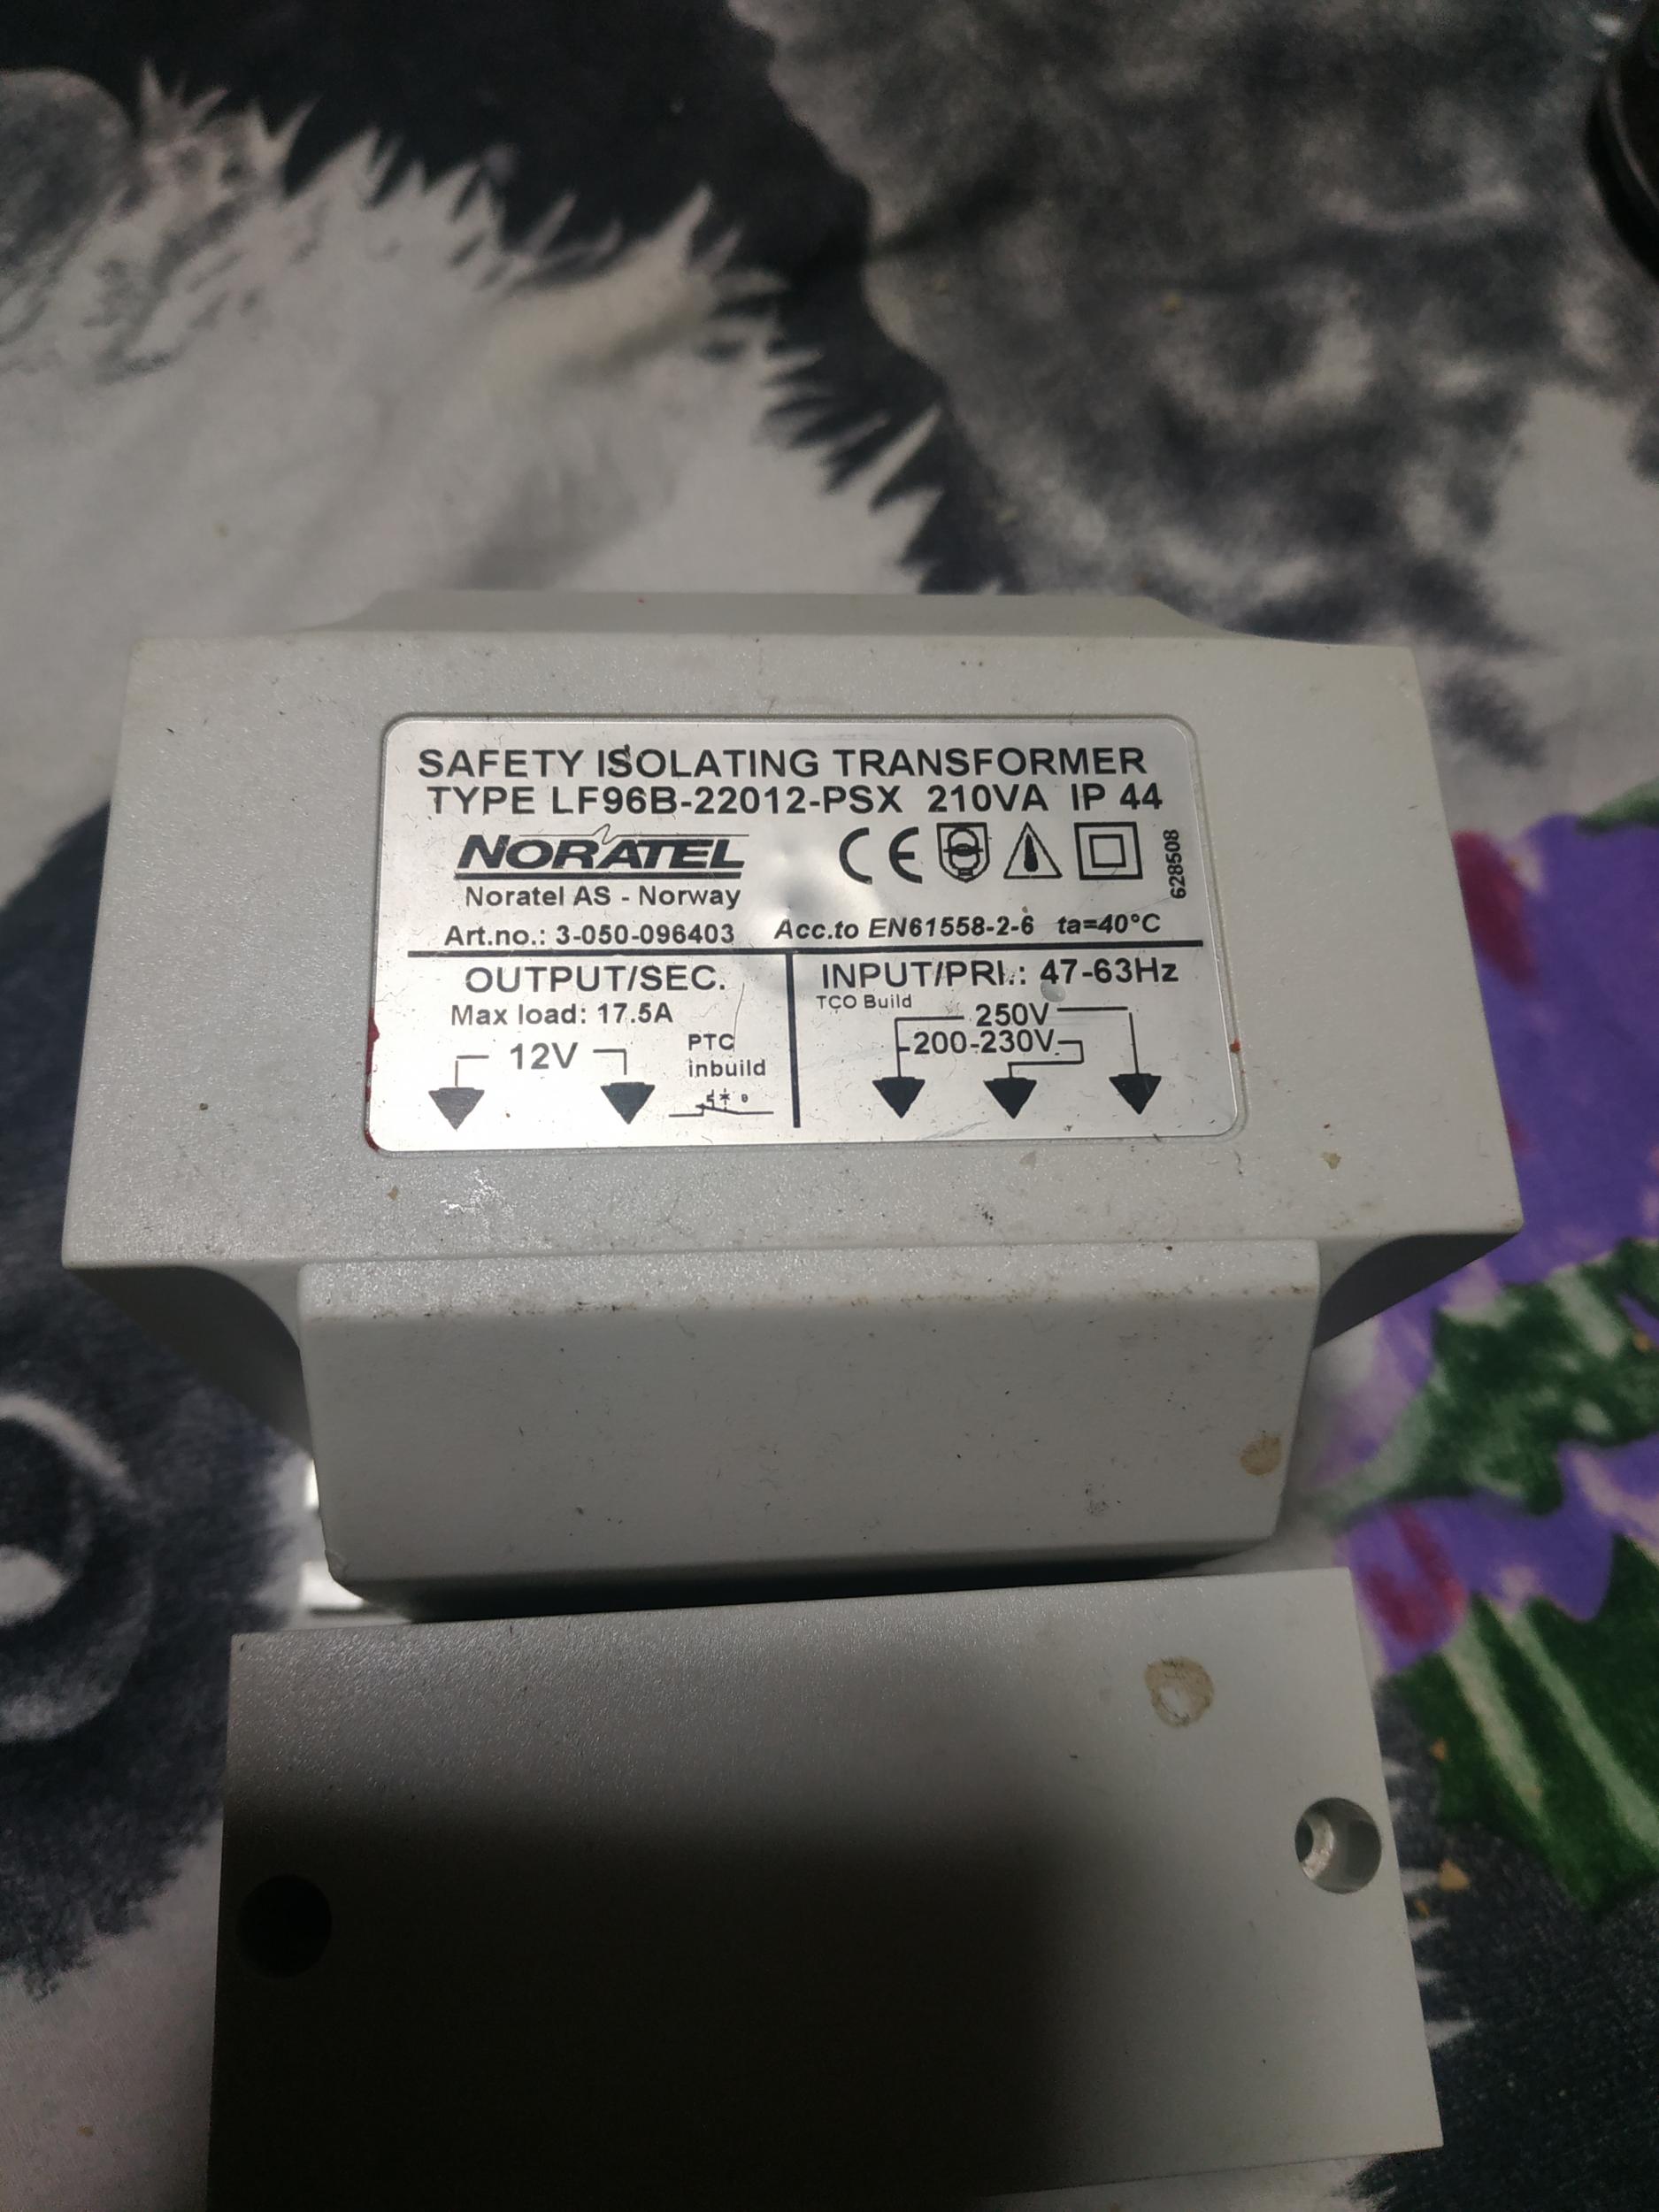 SAFETY ISOLATING TRANSFORMER
TYPE LF96B-22012-PSX 210VA IP 44
NORATEL CE
628508
Noratel AS - Norway
Art.no.: 3-050-096403 Acc.to EN61558-2-6 ta=40°C
OUTPUT/SEC.
Max load: 17.5A
12V
PTC
inbuild
INPUT/PRI.: 47-63Hz
TCO Build
250V
200-230V